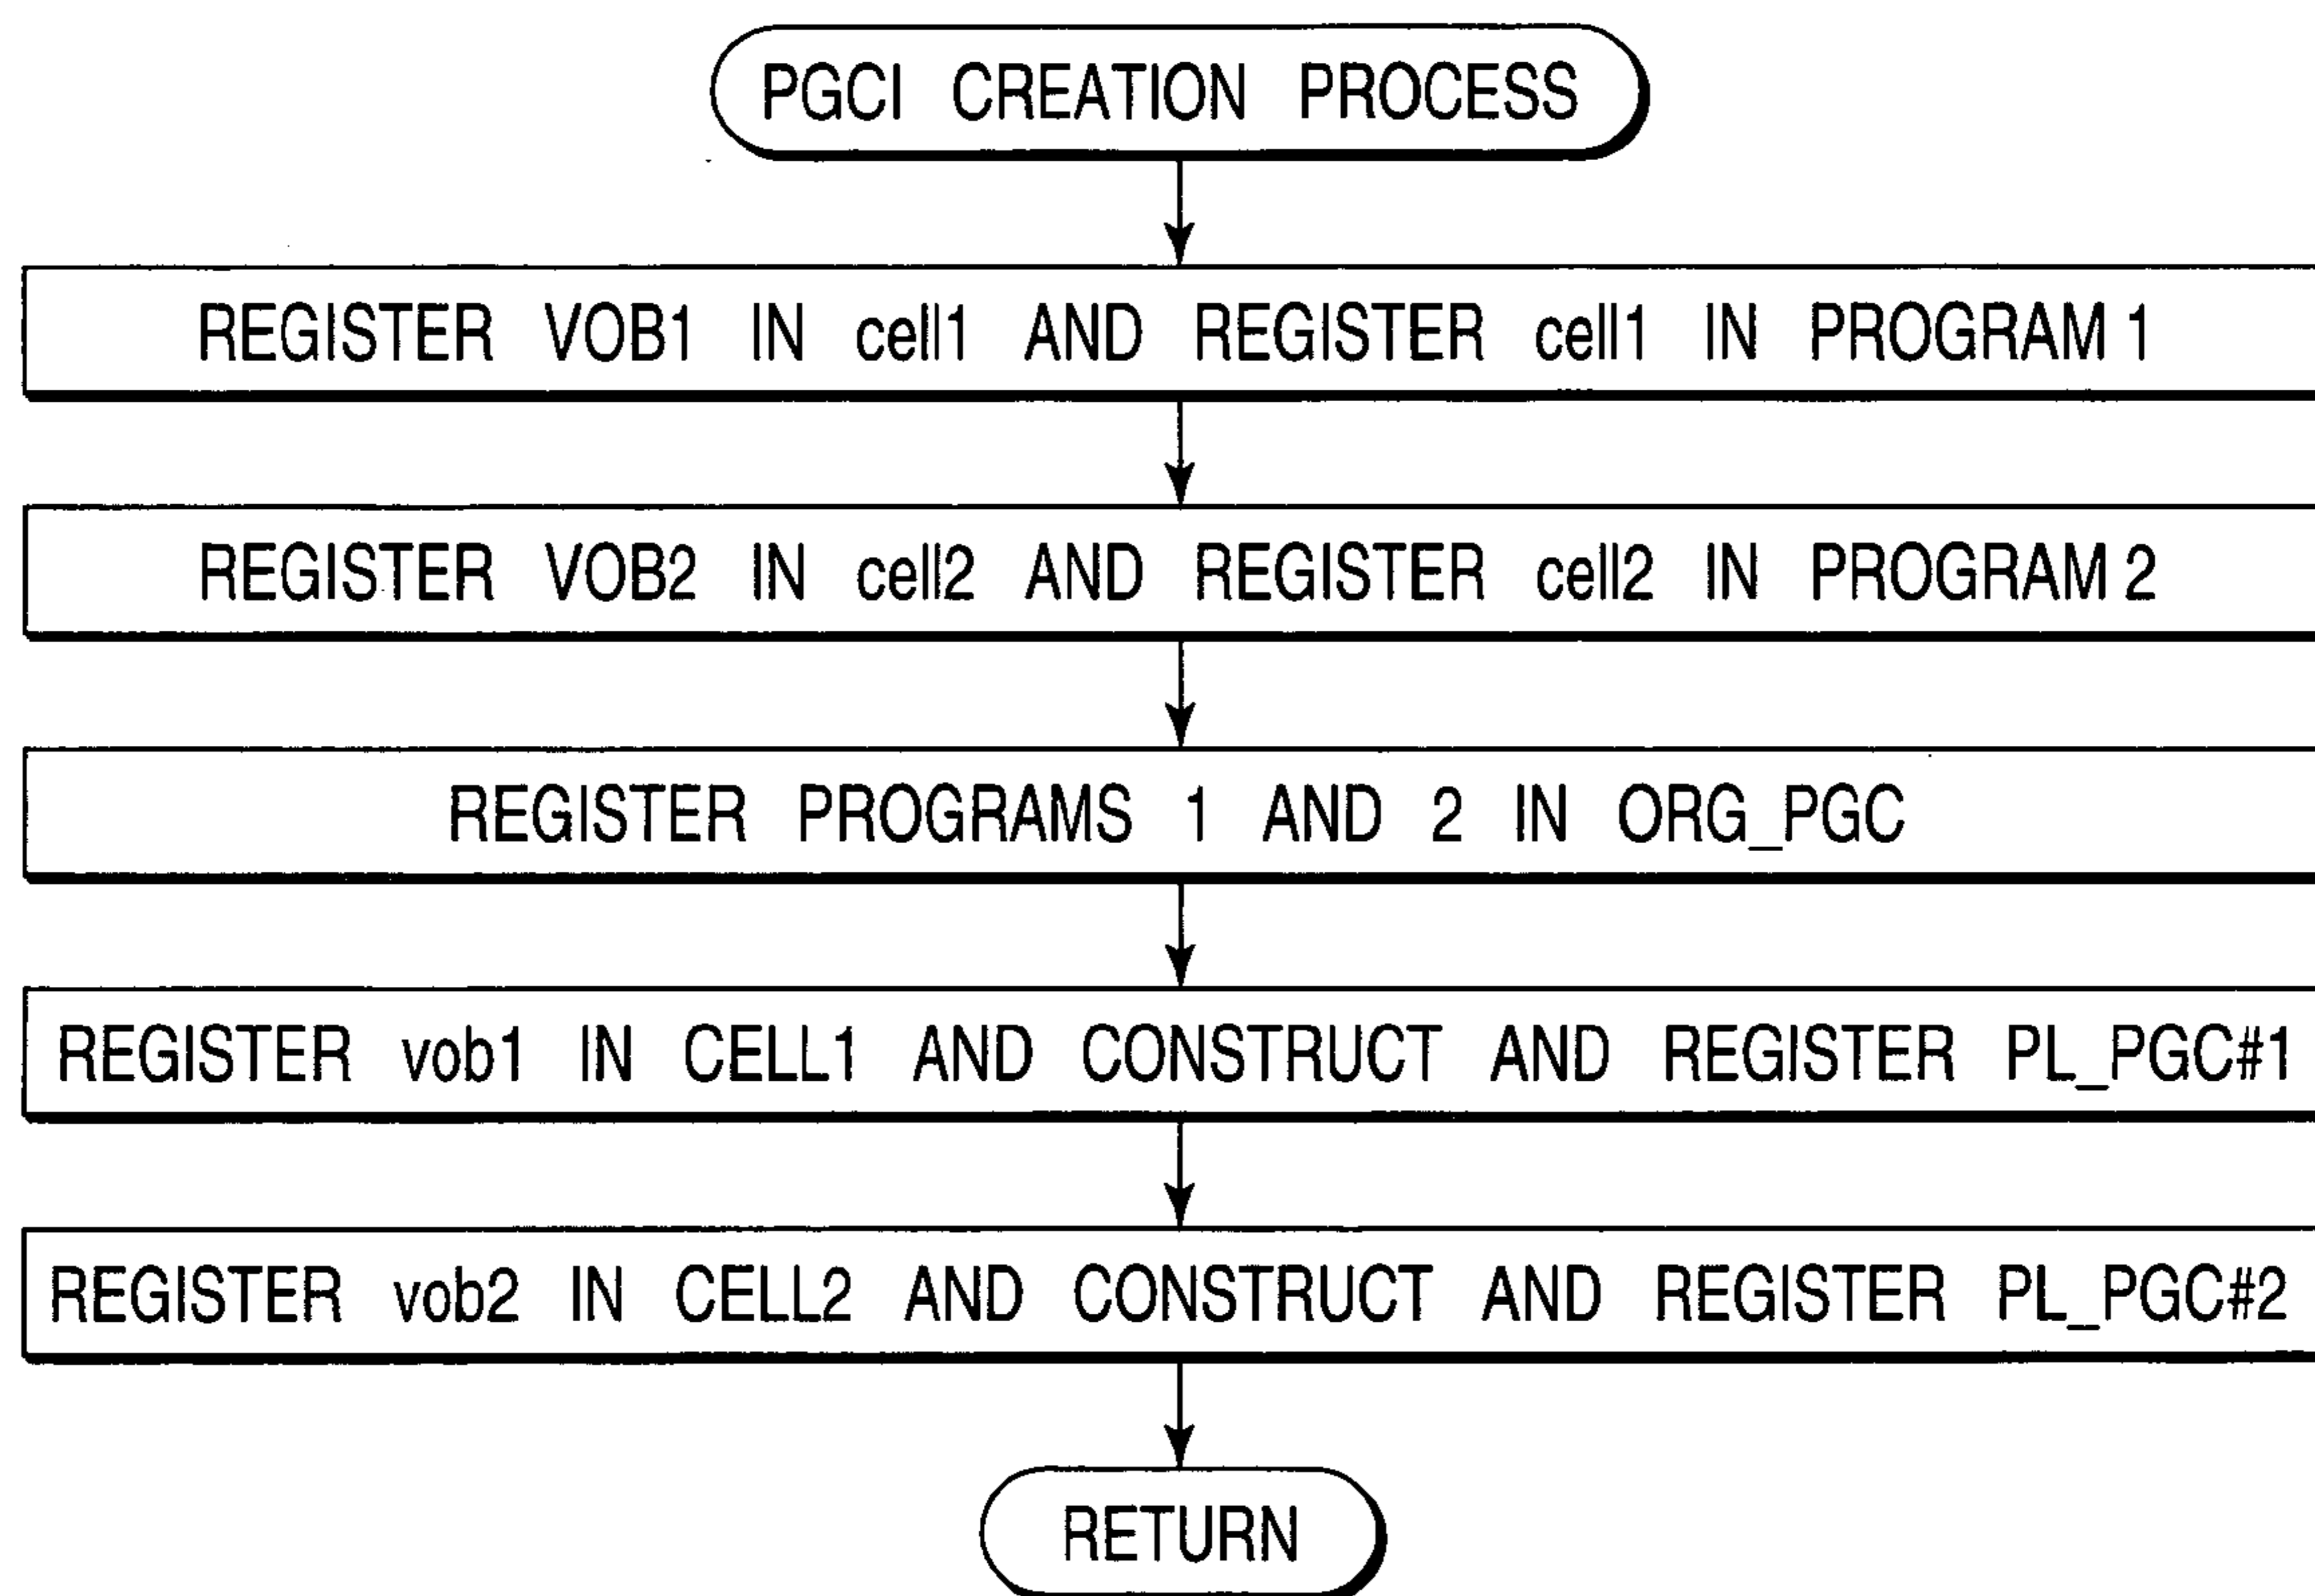 PGCI CREATION PROCESS
REGISTER VOB1 IN cell1 AND REGISTER cell1 IN PROGRAM 1
REGISTER VOB2 IN cell2 AND REGISTER cell2 IN PROGRAM 2
REGISTER PROGRAMS 1 AND 2 IN ORG_PGC
REGISTER vob1 IN CELL1 AND CONSTRUCT AND REGISTER PL_PGC#1
REGISTER vob2 IN CELL2 AND CONSTRUCT AND REGISTER PL_PGC#2
RETURN